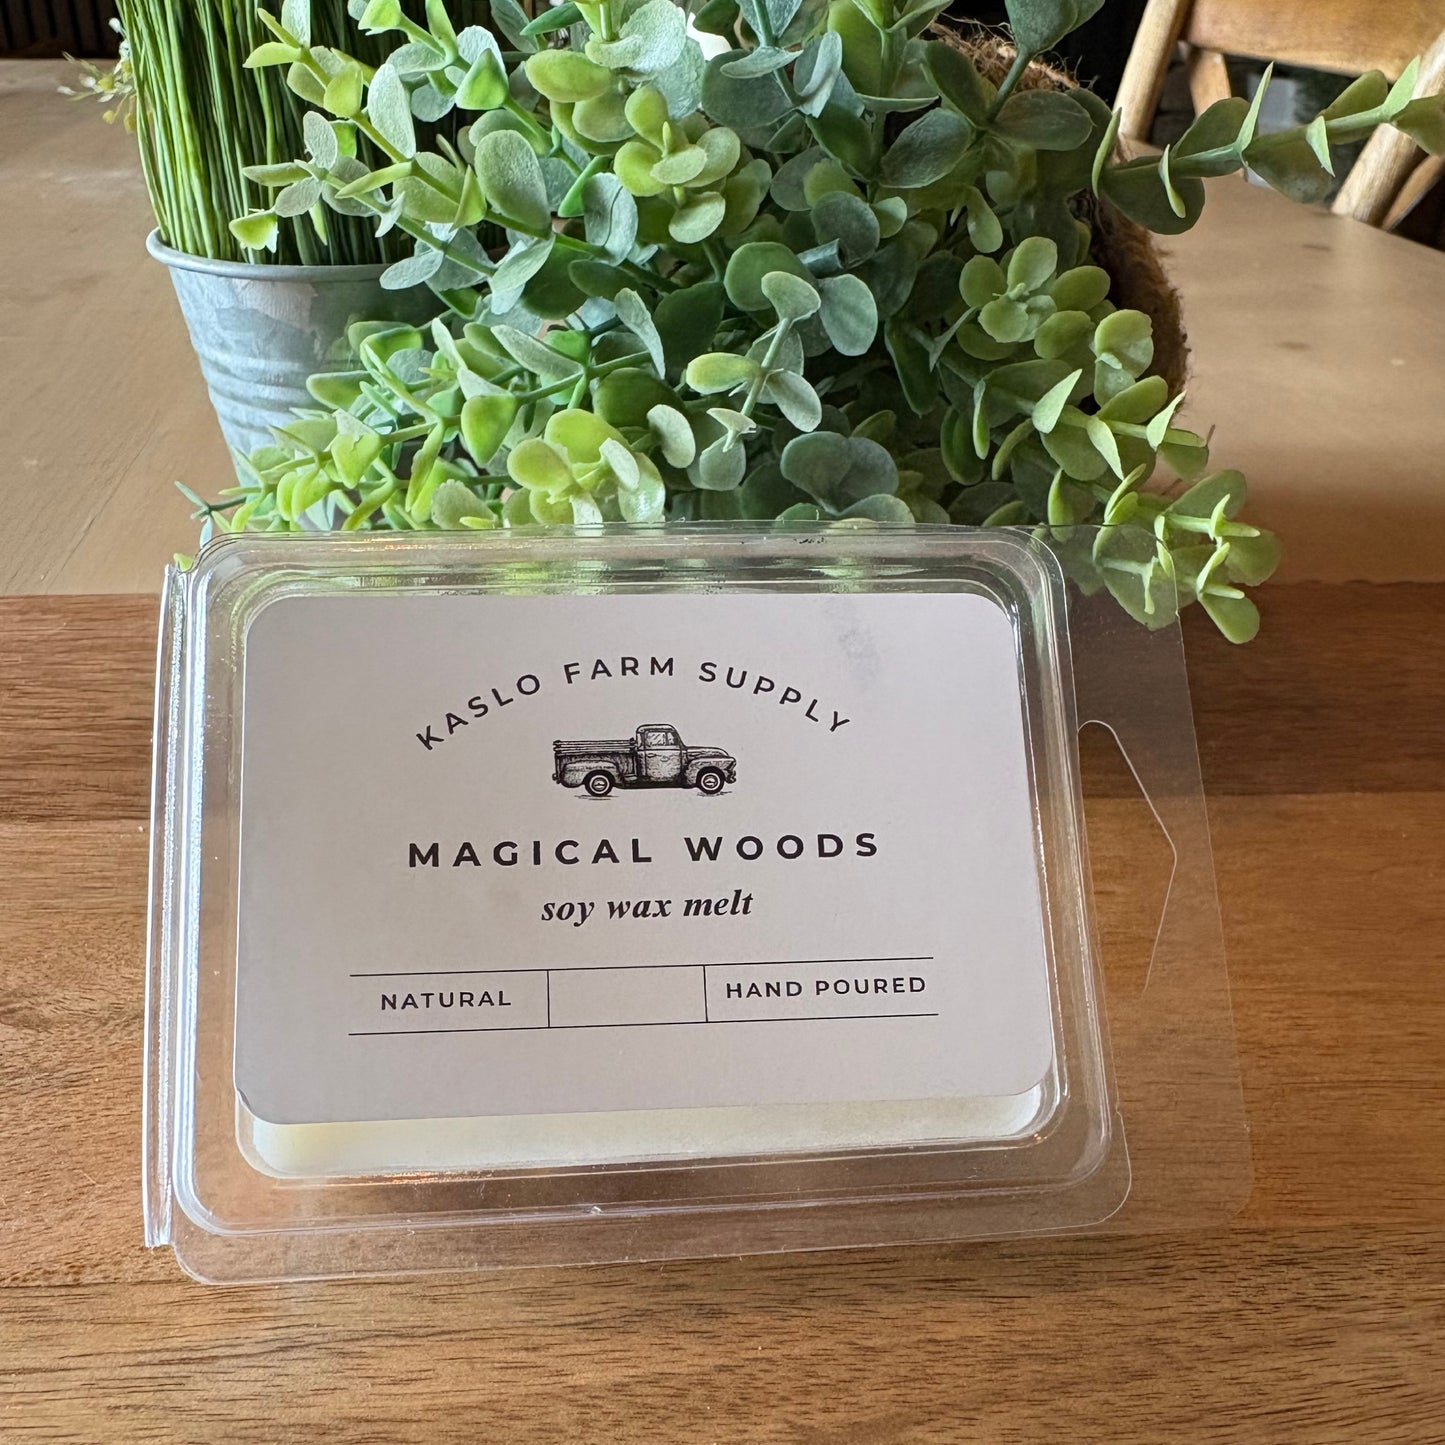 KASLO FARM SUPPLY
MAGICAL WOODS
soy wax melt
NATURAL
HAND POURED